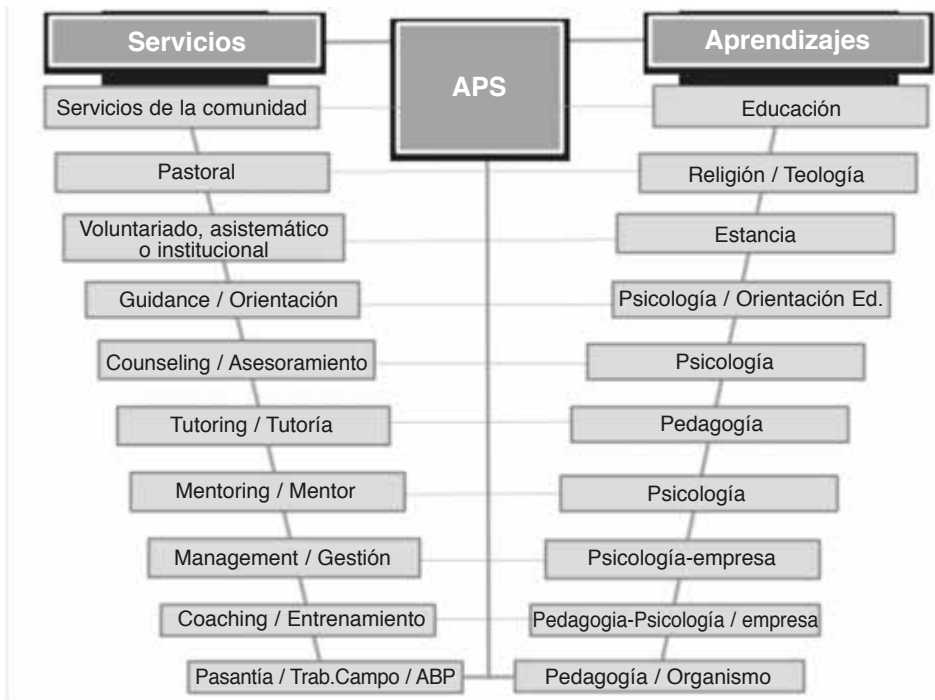 Servicios
APS
Aprendizajes
Servicios de la comunidad
Educación
Pastoral
Religión / Teología
Voluntariado, asistemático
o institucional
Estancia
Guidance / Orientación
Psicología / Orientación Ed.
Counseling / Asesoramiento
Psicología
Tutoring / Tutoría
Pedagogía
Mentoring / Mentor
Psicología
Management / Gestión
Psicología-empresa
Coaching / Entrenamiento
Pedagogia-Psicología / empresa
Pasantía / Trab.Campo / ABP
Pedagogía / Organismo